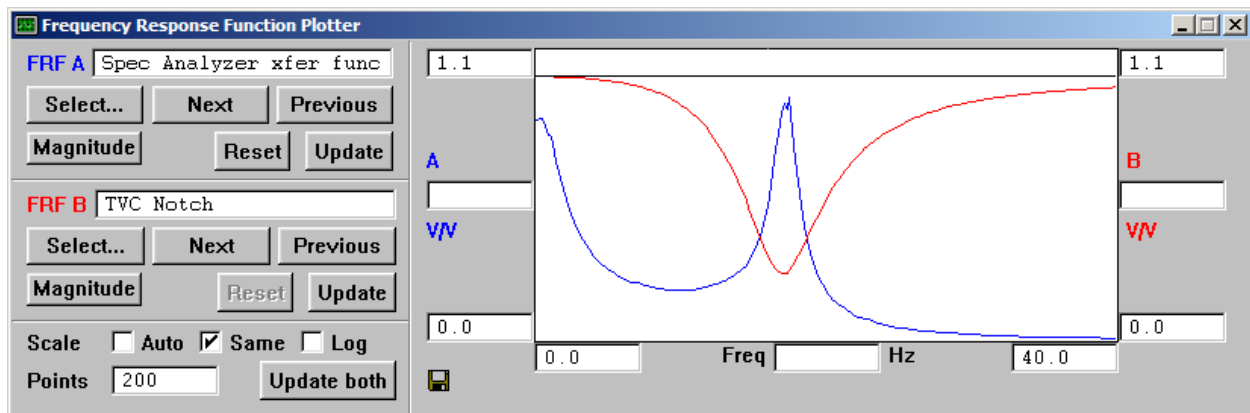 Frequency Response Function Plotter
FRF A Spec Analyzer xfer func
Select... Next Previous
Magnitude Reset Update
FRF B TVC Notch
Select... Next Previous
Magnitude Reset Update
Scale Auto Same Log
Points 200 Update both
1.1
A
V/V
0.0
0.0 Freq Hz 40.0
1.1
B
V/V
0.0